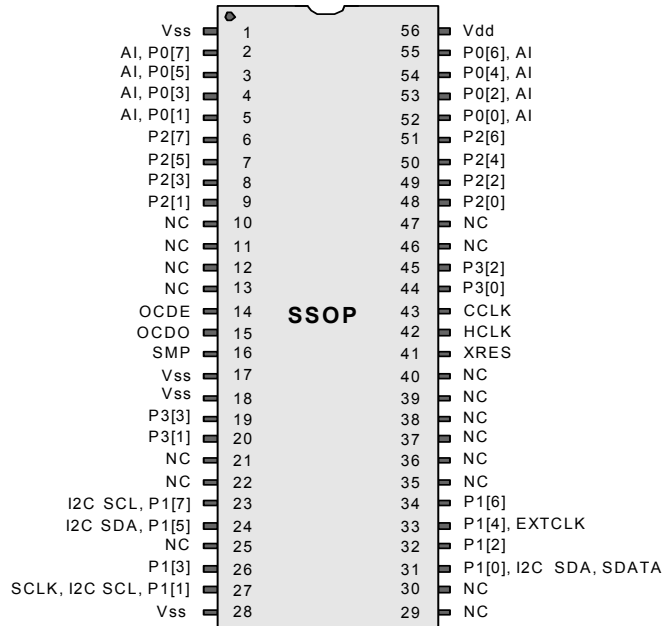 Vss 1 56 Vdd
AI, P0[7] 2 55 P0[6], AI
AI, P0[5] 3 54 P0[4], AI
AI, P0[3] 4 53 P0[2], AI
AI, P0[1] 5 52 P0[0], AI
P2[7] 6 51 P2[6]
P2[5] 7 50 P2[4]
P2[3] 8 49 P2[2]
P2[1] 9 48 P2[0]
NC 10 47 NC
NC 11 46 NC
NC 12 45 P3[2]
NC 13 44 P3[0]
OCDE 14 SSOP 43 CCLK
OCDO 15 42 HCLK
SMP 16 41 XRES
Vss 17 40 NC
Vss 18 39 NC
P3[3] 19 38 NC
P3[1] 20 37 NC
NC 21 36 NC
NC 22 35 NC
I2C SCL, P1[7] 23 34 P1[6]
I2C SDA, P1[5] 24 33 P1[4], EXTCLK
NC 25 32 P1[2]
P1[3] 26 31 P1[0], I2C SDA, SDATA
SCLK, I2C SCL, P1[1] 27 30 NC
Vss 28 29 NC